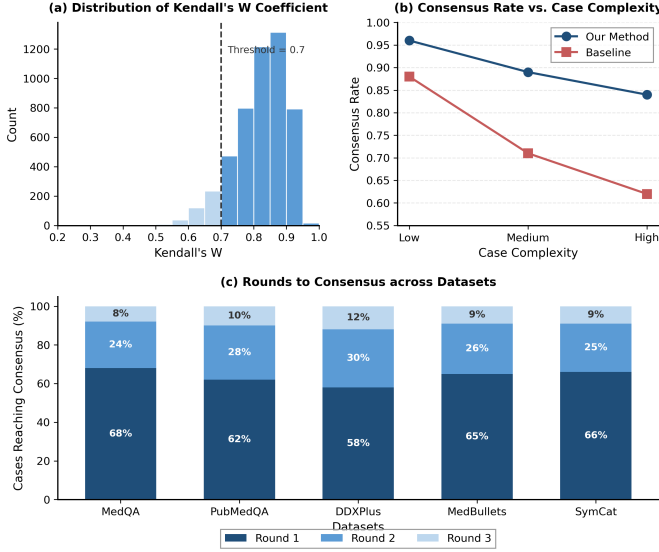 (a) Distribution of Kendall's W Coefficient
Threshold = 0.7
Count
0
200
400
600
800
1000
1200
0.2 0.3 0.4 0.5 0.6 0.7 0.8 0.9 1.0
Kendall's W
(b) Consensus Rate vs. Case Complexity
Our Method
Baseline
Consensus Rate
1.00
0.95
0.90
0.85
0.80
0.75
0.70
0.65
0.60
0.55
Low Medium High
Case Complexity
(c) Rounds to Consensus across Datasets
Cases Reaching Consensus (%)
100
80
60
40
20
0
8% 10% 12% 9% 9%
24% 28% 30% 26% 25%
68% 62% 58% 65% 66%
MedQA PubMedQA DDXPlus MedBullets SymCat
Datasets
Round 1 Round 2 Round 3